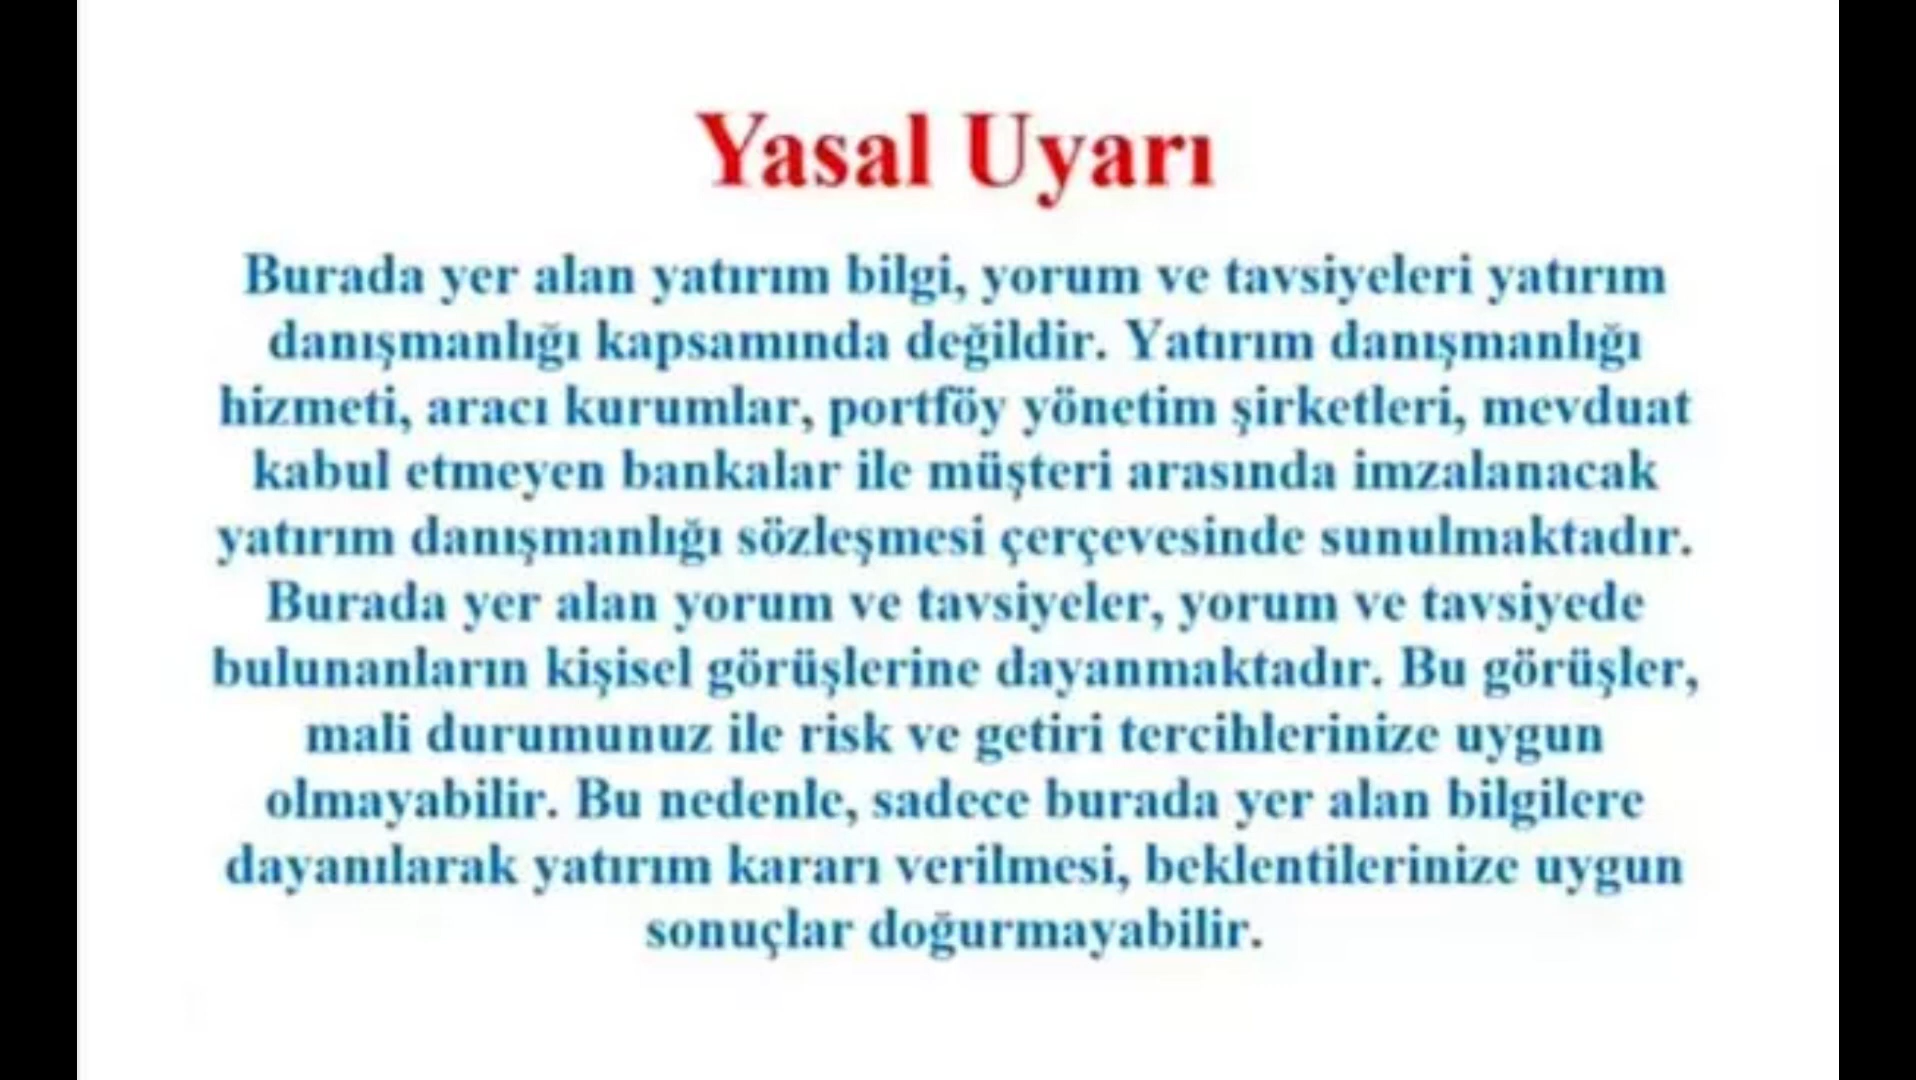 Yasal Uyarı
Burada yer alan yatırım bilgi, yorum ve tavsiyeleri yatırım
danışmanlığı kapsamında değildir. Yatırım danışmanlığı
hizmeti, aracı kurumlar, portföy yönetim şirketleri, mevduat
kabul etmeyen bankalar ile müşteri arasında imzalanacak
yatırım danışmanlığı sözleşmesi çerçevesinde sunulmaktadır.
Burada yer alan yorum ve tavsiyeler, yorum ve tavsiyede
bulunanların kişisel görüşlerine dayanmaktadır. Bu görüşler,
mali durumunuz ile risk ve getiri tercihlerinize uygun
olmayabilir. Bu nedenle, sadece burada yer alan bilgilere
dayanılarak yatırım kararı verilmesi, beklentilerinize uygun
sonuçlar doğurmayabilir.